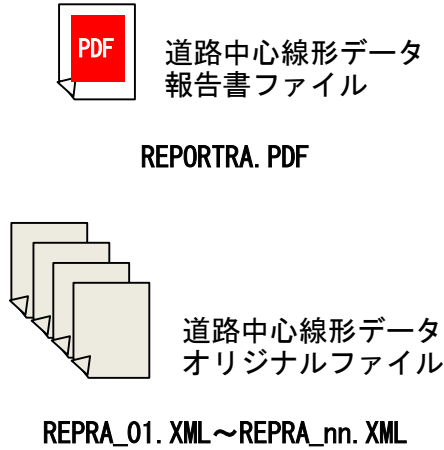 PDF
道路中心線形データ
報告書ファイル
REPORTRA.PDF
道路中心線形データ
オリジナルファイル
REPRA_01.XML～REPRA_nn.XML